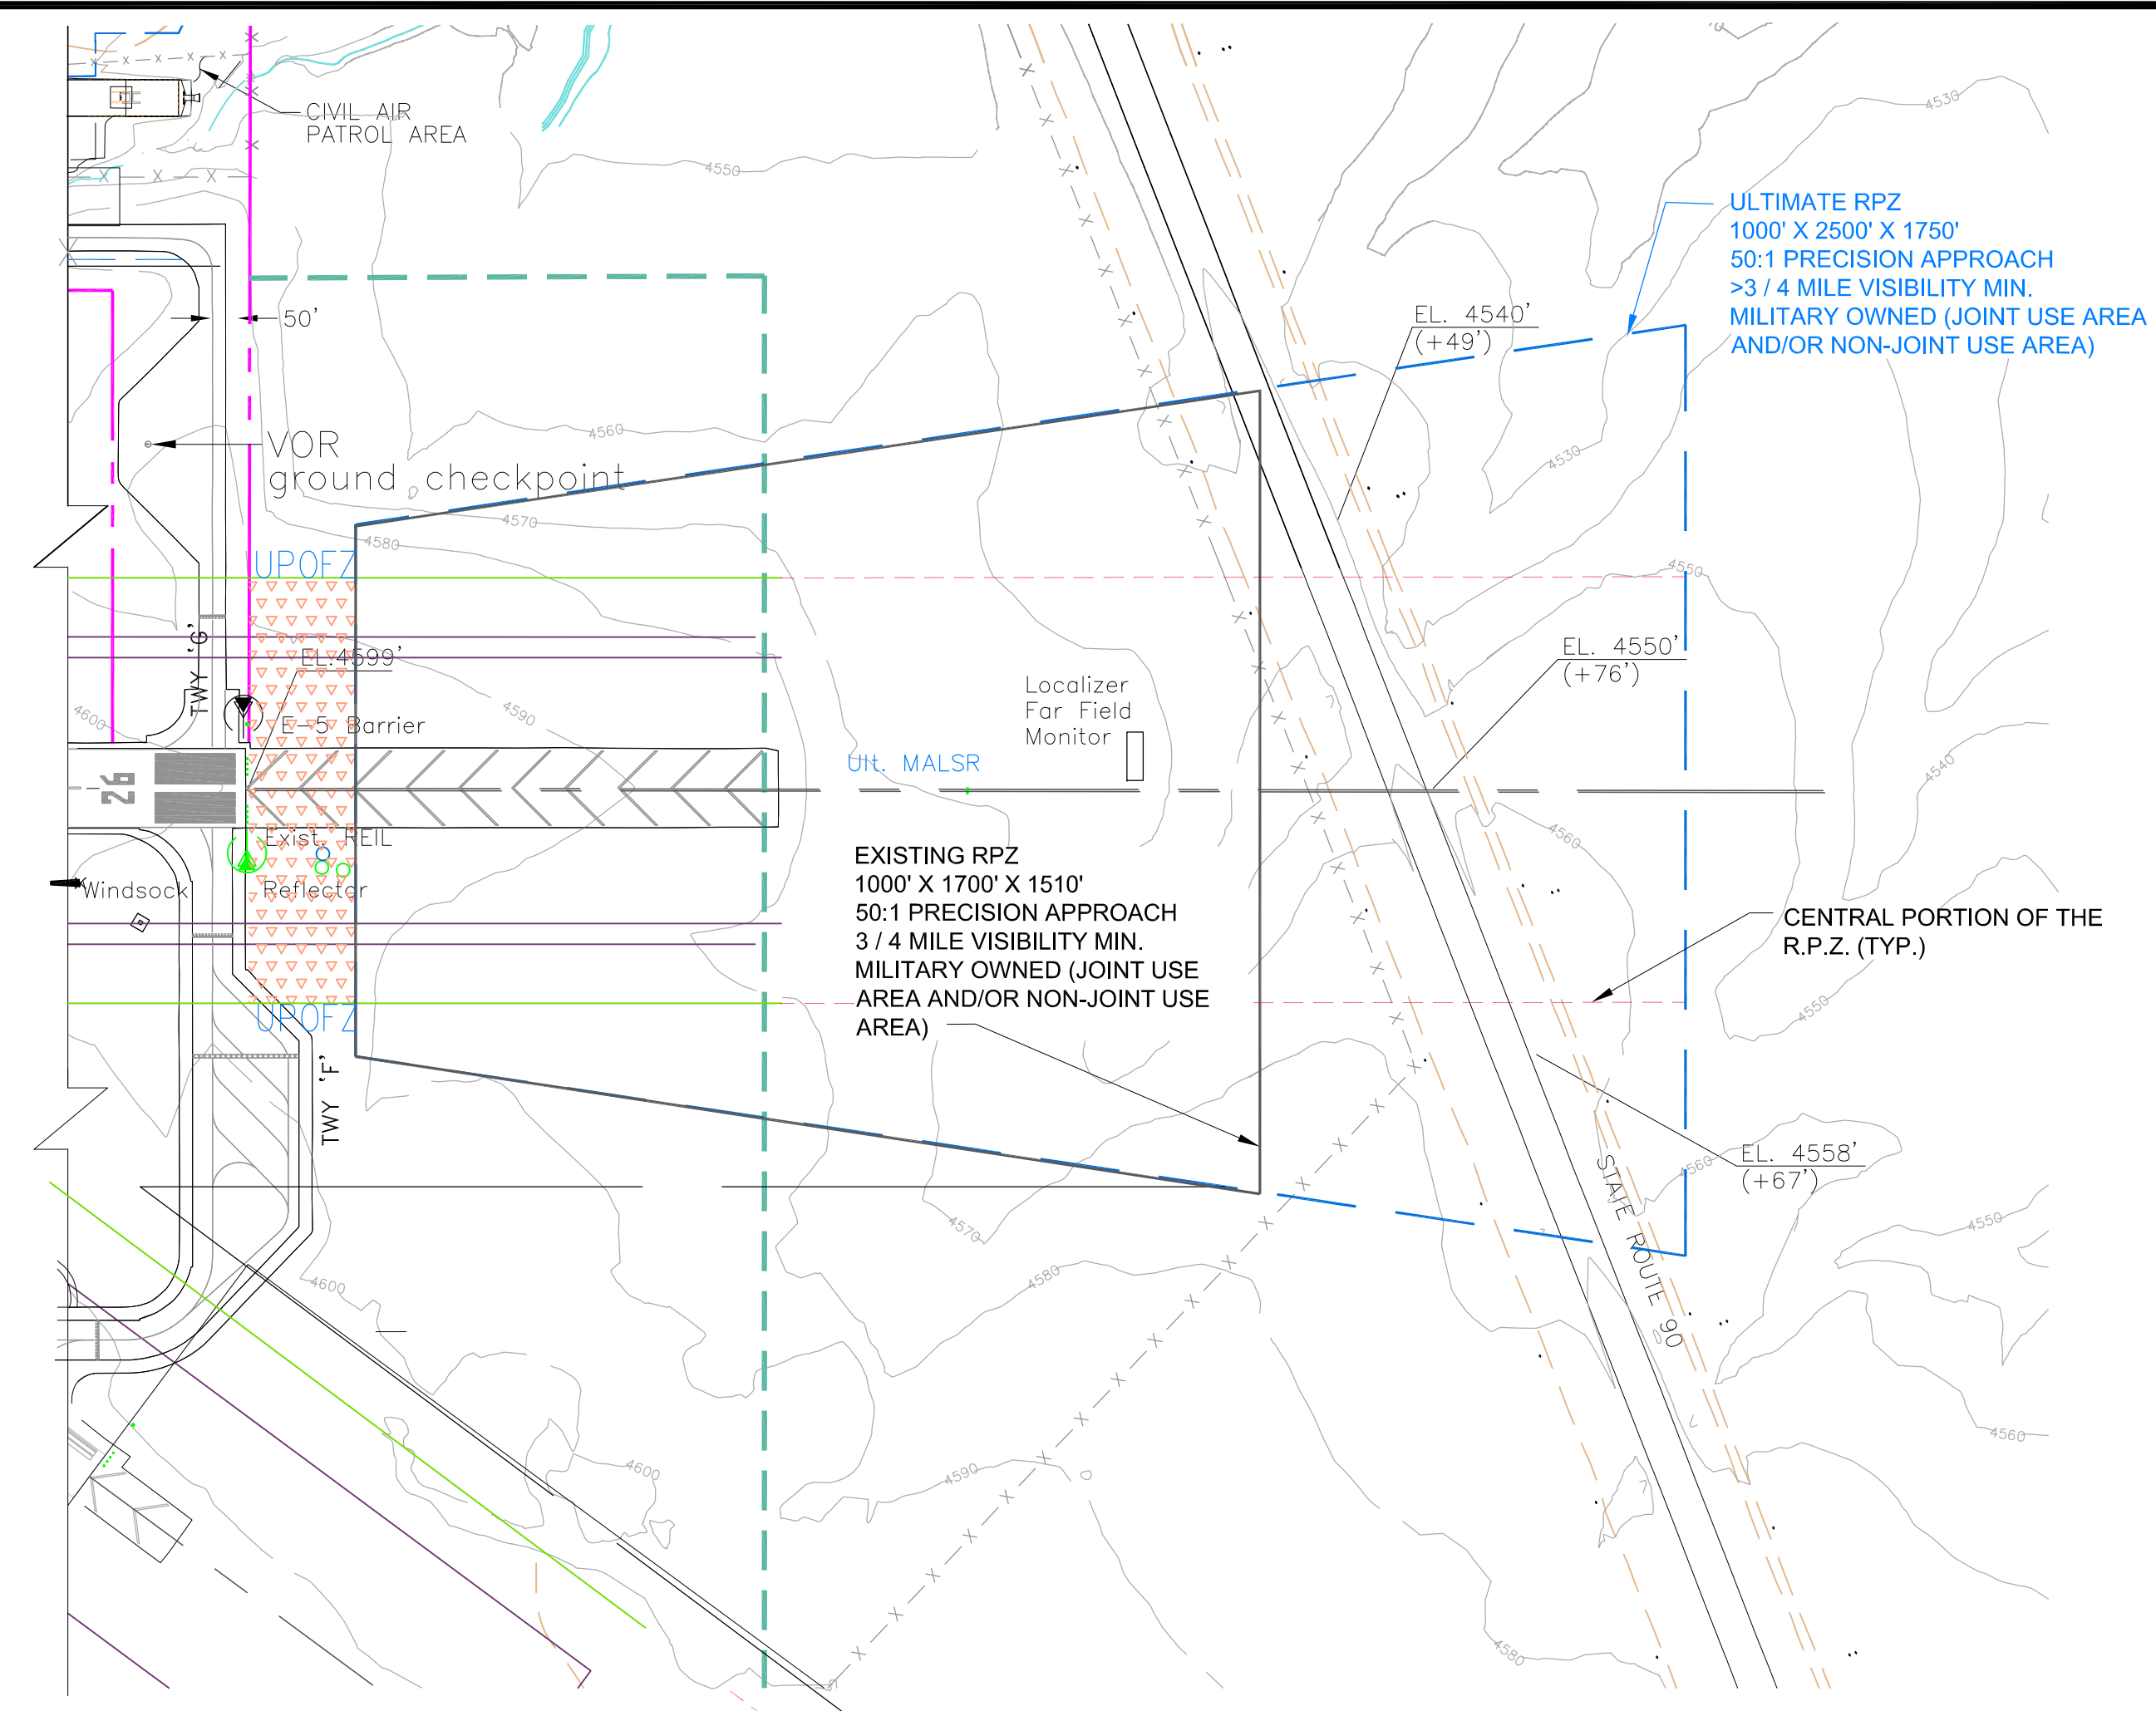 CIVIL AIR
PATROL AREA
4550
4530
ULTIMATE RPZ
1000' X 2500' X 1750'
50:1 PRECISION APPROACH
>3 / 4 MILE VISIBILITY MIN.
MILITARY OWNED (JOINT USE AREA
AND/OR NON-JOINT USE AREA)
50'
EL. 4540'
(+49')
VOR
ground checkpoint
4560
4530
4570
4580
UPOFZ
4550
TWY 'G'
EL.4599'
EL. 4550'
(+76')
Localizer
Far Field
Monitor
4600
4590
E-5 Barrier
Ult. MALSR
4540
26
Exist. REIL
4560
EXISTING RPZ
1000' X 1700' X 1510'
50:1 PRECISION APPROACH
3 / 4 MILE VISIBILITY MIN.
MILITARY OWNED (JOINT USE
AREA AND/OR NON-JOINT USE
AREA)
Windsock
Reflector
CENTRAL PORTION OF THE
R.P.Z. (TYP.)
UPOFZ
4550
TWY 'F'
EL. 4558'
(+67')
4560
STATE ROUTE 90
4570
4550
4580
4600
4560
4600
4590
4580